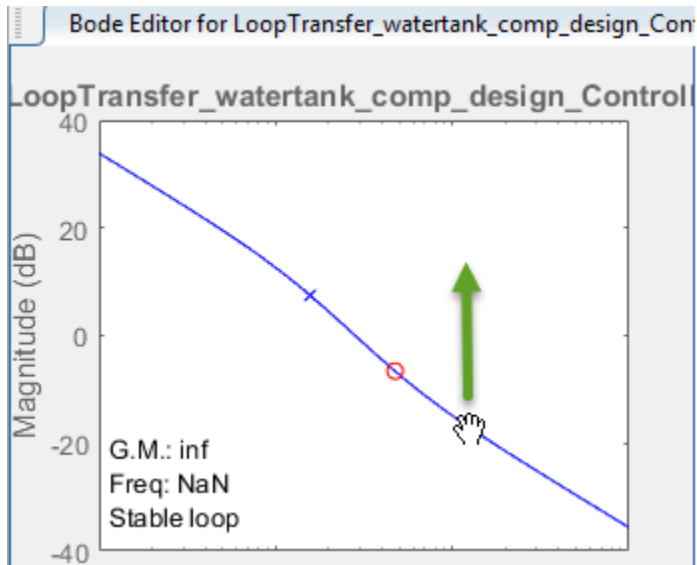 Bode Editor for LoopTransfer_watertank_comp_design_Con
LoopTransfer_watertank_comp_design_Controll
40
20
0
-20
-40
Magnitude (dB)
G.M.: inf
Freq: NaN
Stable loop